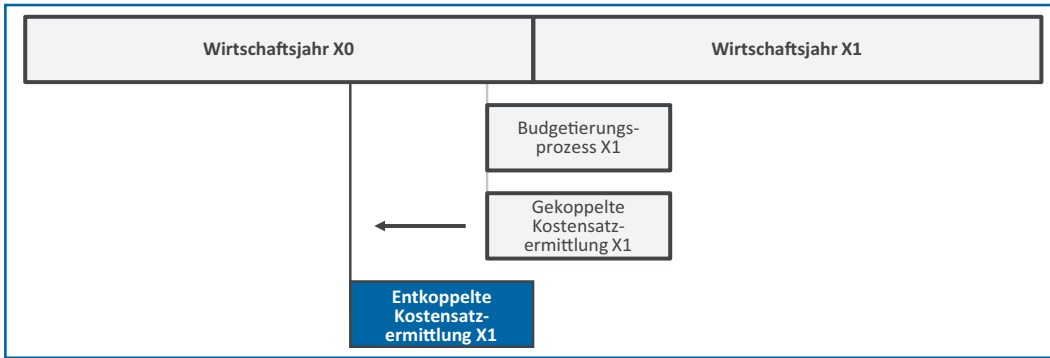 Wirtschaftsjahr X0
Wirtschaftsjahr X1
Budgetierungs-
prozess X1
Gekoppelte
Kostensatz-
ermittlung X1
Entkoppelte
Kostensatz-
ermittlung X1